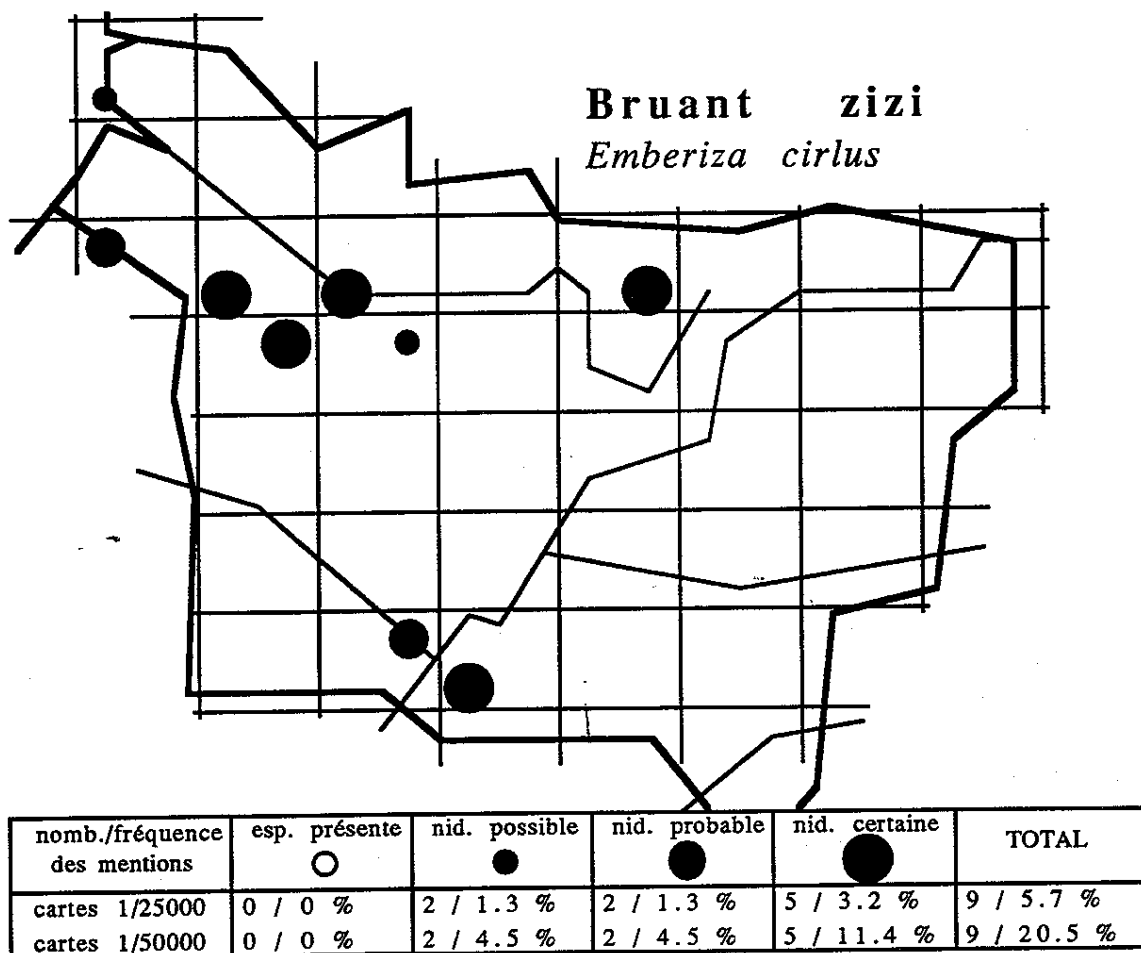 Bruant zizi
Emberiza cirlus
nomb./fréquence des mentions esp. présente nid. possible nid. probable nid. certaine TOTAL
cartes 1/25000 0 / 0 % 2 / 1.3 % 2 / 1.3 % 5 / 3.2 % 9 / 5.7 %
cartes 1/50000 0 / 0 % 2 / 4.5 % 2 / 4.5 % 5 / 11.4 % 9 / 20.5 %